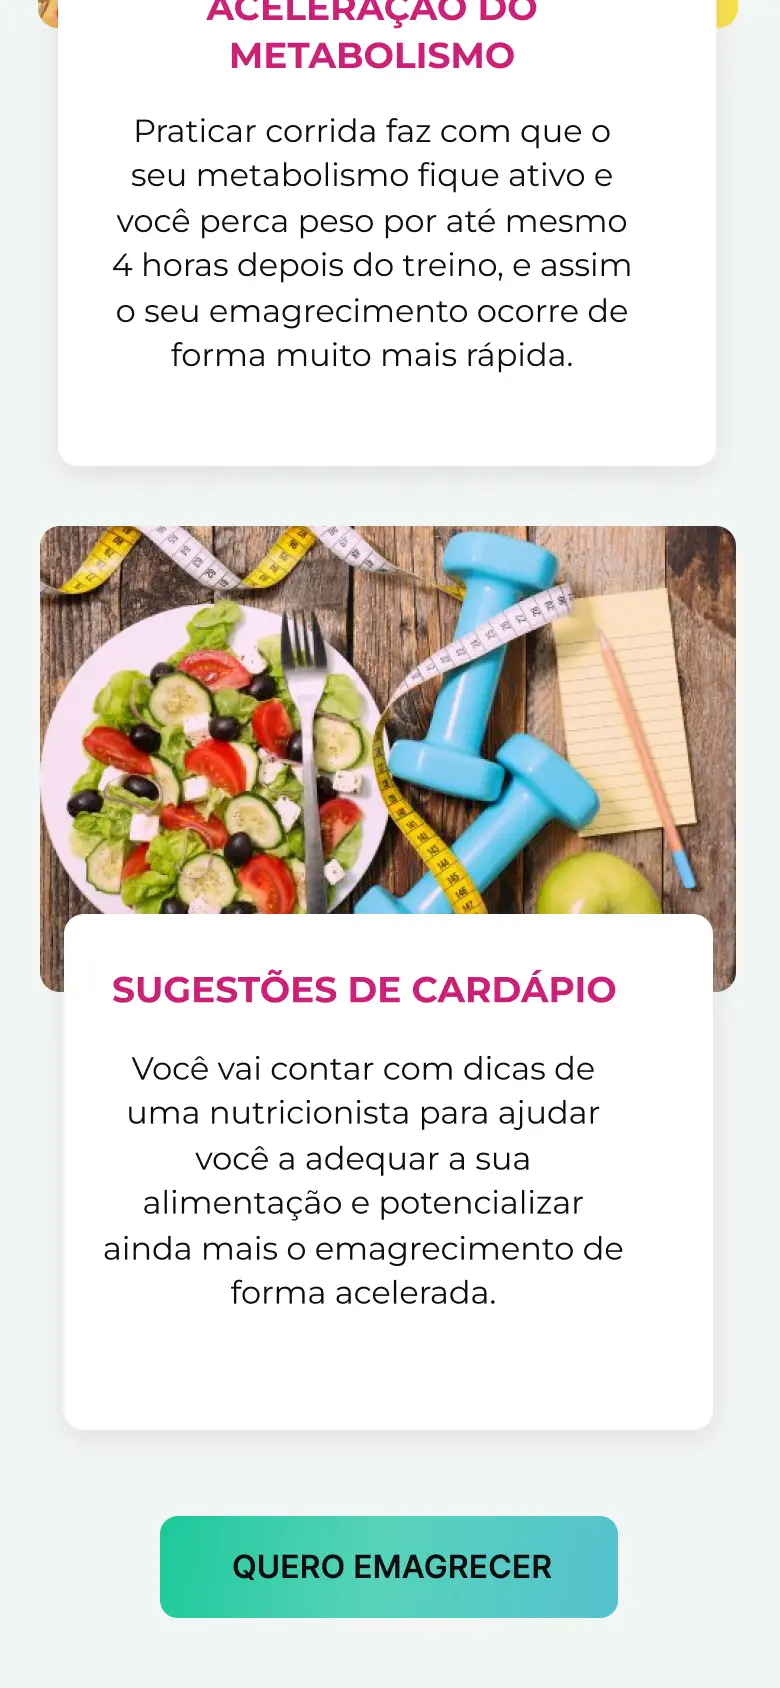 ACELERAÇÃO DO
METABOLISMO
Praticar corrida faz com que o
seu metabolismo fique ativo e
você perca peso por até mesmo
4 horas depois do treino, e assim
o seu emagrecimento ocorre de
forma muito mais rápida.
SUGESTÕES DE CARDÁPIO
Você vai contar com dicas de
uma nutricionista para ajudar
você a adequar a sua
alimentação e potencializar
ainda mais o emagrecimento de
forma acelerada.
QUERO EMAGRECER